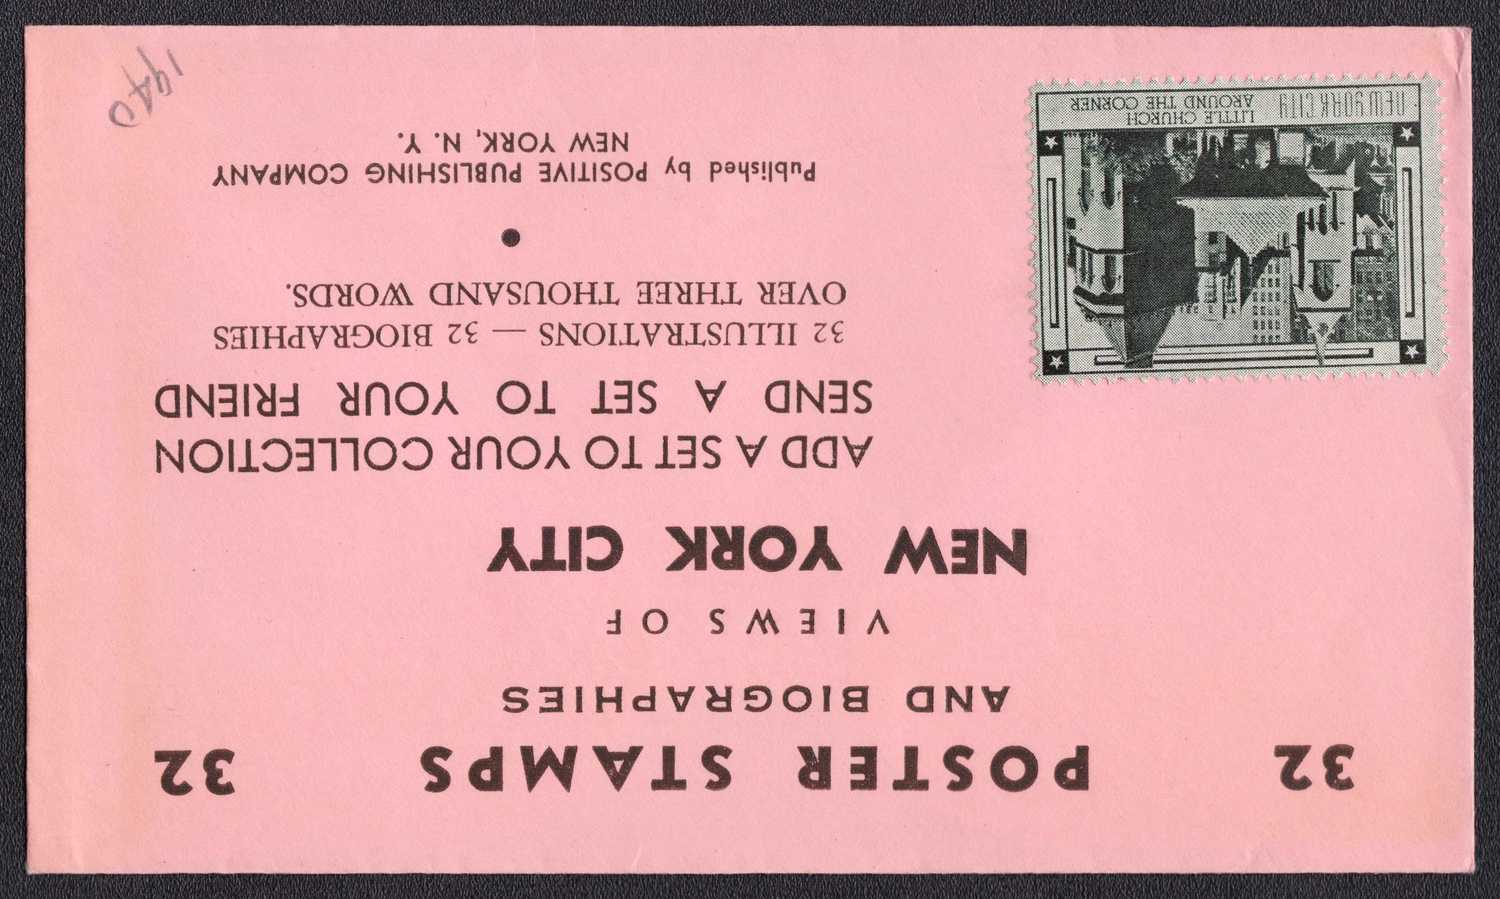 32 POSTER STAMPS 32
AND BIOGRAPHIES
VIEWS OF
NEW YORK CITY
ADD A SET TO YOUR COLLECTION
SEND A SET TO YOUR FRIEND
32 ILLUSTRATIONS — 32 BIOGRAPHIES
OVER THREE THOUSAND WORDS.
Published by POSITIVE PUBLISHING COMPANY
NEW YORK, N. Y.
NEW YORK CITY
LITTLE CHURCH
AROUND THE CORNER
1940